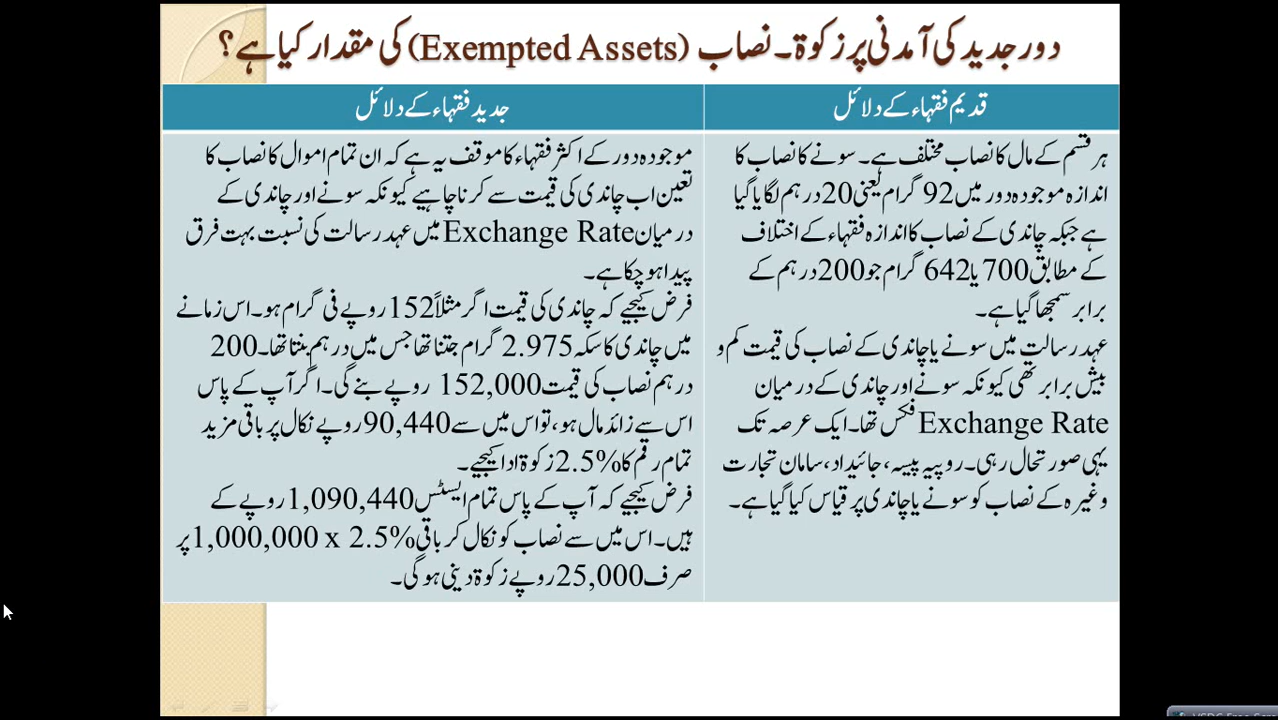 دور جدید کی آمدنی پر زکوۃ۔ نصاب (Exempted Assets) کی مقدار کیا ہے؟
قدیم فقہاء کے دلائل
ہر قسم کے مال کا نصاب مختلف ہے۔ سونے کا نصاب کا
اندازہ موجودہ دور میں 92 گرام یعنی 20 درہم لگایا گیا
ہے جبکہ چاندی کے نصاب کا اندازہ فقہاء کے اختلاف
کے مطابق 700 یا 642 گرام جو 200 درہم کے
برابر سمجھا گیا ہے۔
عہد رسالت میں سونے یا چاندی کے نصاب کی قیمت کم و
بیش برابر تھی کیونکہ سونے اور چاندی کے درمیان
Exchange Rate فکس تھا۔ ایک عرصہ تک
یہی صورتحال رہی۔ روپیہ پیسہ، جائیداد، سامان تجارت
وغیرہ کے نصاب کو سونے یا چاندی پر قیاس کیا گیا ہے۔
جدید فقہاء کے دلائل
موجودہ دور کے اکثر فقہاء کا موقف یہ ہے کہ ان تمام اموال کا نصاب کا
تعین اب چاندی کی قیمت سے کرنا چاہیے کیونکہ سونے اور چاندی کے
درمیان Exchange Rate میں عہد رسالت کی نسبت بہت فرق
پیدا ہو چکا ہے۔
فرض کیجیے کہ چاندی کی قیمت اگر مثلاً 152 روپے فی گرام ہو۔ اس زمانے
میں چاندی کا سکہ 2.975 گرام جتنا تھا جس میں درہم بنتا تھا۔ 200
درہم نصاب کی قیمت 152,000 روپے بنے گی۔ اگر آپ کے پاس
اس سے زائد مال ہو، تو اس میں سے 90,440 روپے نکال پر باقی مزید
تمام رقم کا 2.5% زکوۃ ادا کیجیے۔
فرض کیجیے کہ آپ کے پاس تمام ایسٹس 1,090,440 روپے کے
ہیں۔ اس میں سے نصاب کو نکال کر باقی 1,000,000 x 2.5% پر
صرف 25,000 روپے زکوۃ دینی ہو گی۔